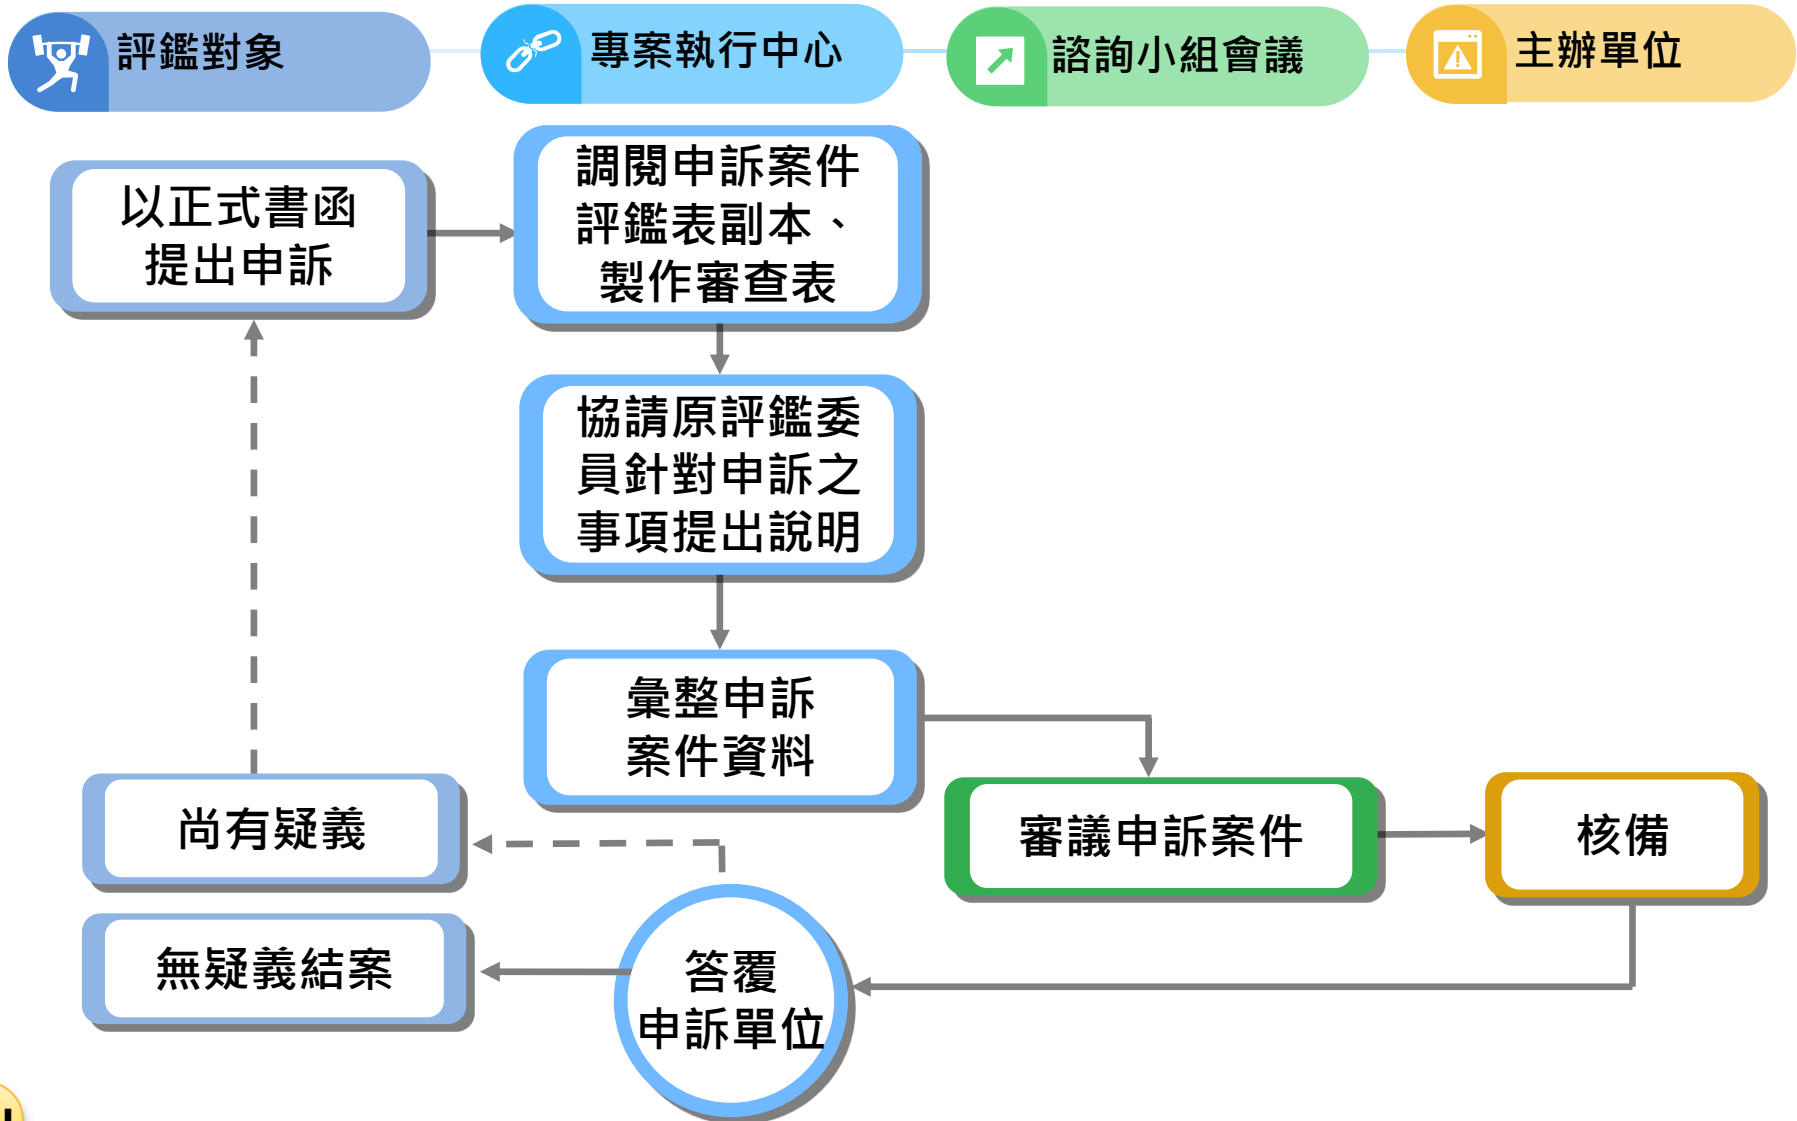 評鑑對象
專案執行中心
諮詢小組會議
主辦單位
以正式書函
提出申訴
調閱申訴案件
評鑑表副本、
製作審查表
協請原評鑑委
員針對申訴之
事項提出說明
彙整申訴
案件資料
尚有疑義
審議申訴案件
核備
無疑義結案
答覆
申訴單位